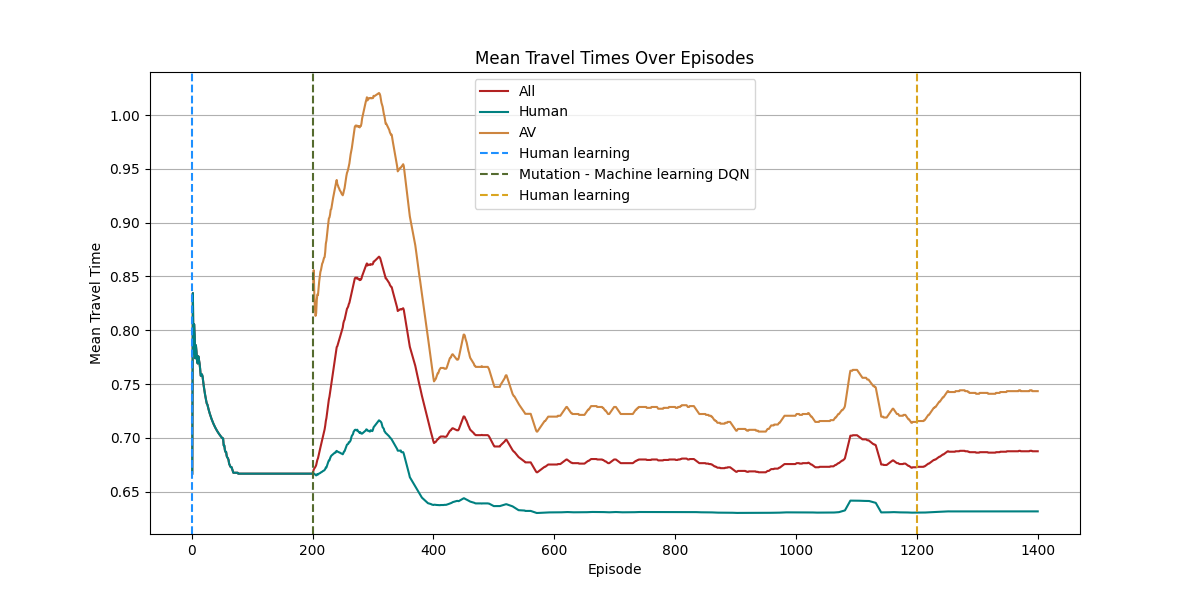 Mean Travel Times Over Episodes
All
Human
AV
Human learning
Mutation - Machine learning DQN
Human learning
Mean Travel Time
1.00
0.95
0.90
0.85
0.80
0.75
0.70
0.65
0 200 400 600 800 1000 1200 1400
Episode